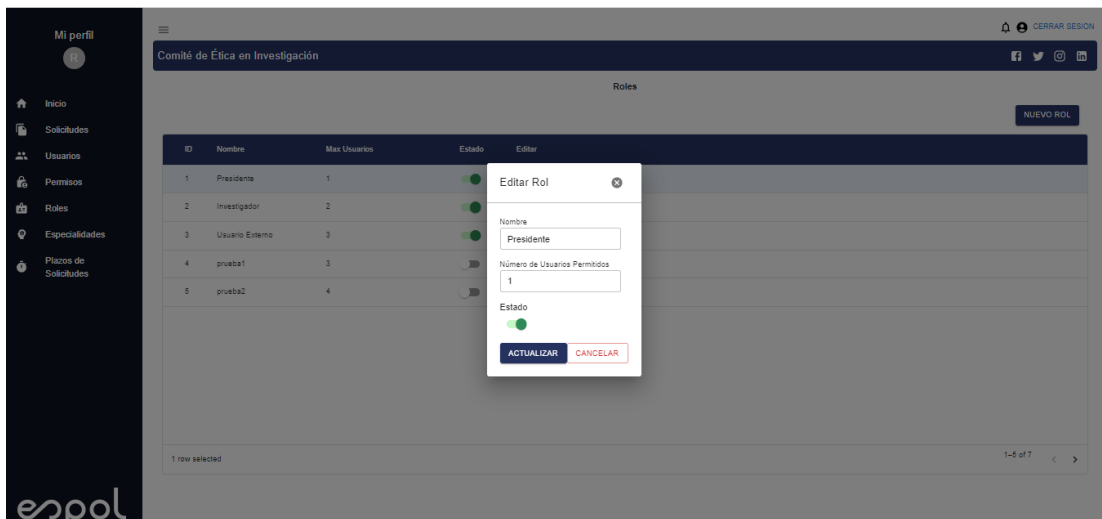 Mi perfil
R
CERRAR SESION
Comité de Ética en Investigación
Inicio
Solicitudes
Usuarios
Permisos
Roles
Especialidades
Plazos de
Solicitudes
espol
Roles
NUEVO ROL
ID Nombre Max Usuarios Estado Editar
1 Presidente 1
2 Investigador 2
3 Usuario Externo 3
4 prueba1 3
5 prueba2 4
Editar Rol
Nombre
Presidente
Número de Usuarios Permitidos
1
Estado
ACTUALIZAR CANCELAR
1 row selected
1–5 of 7